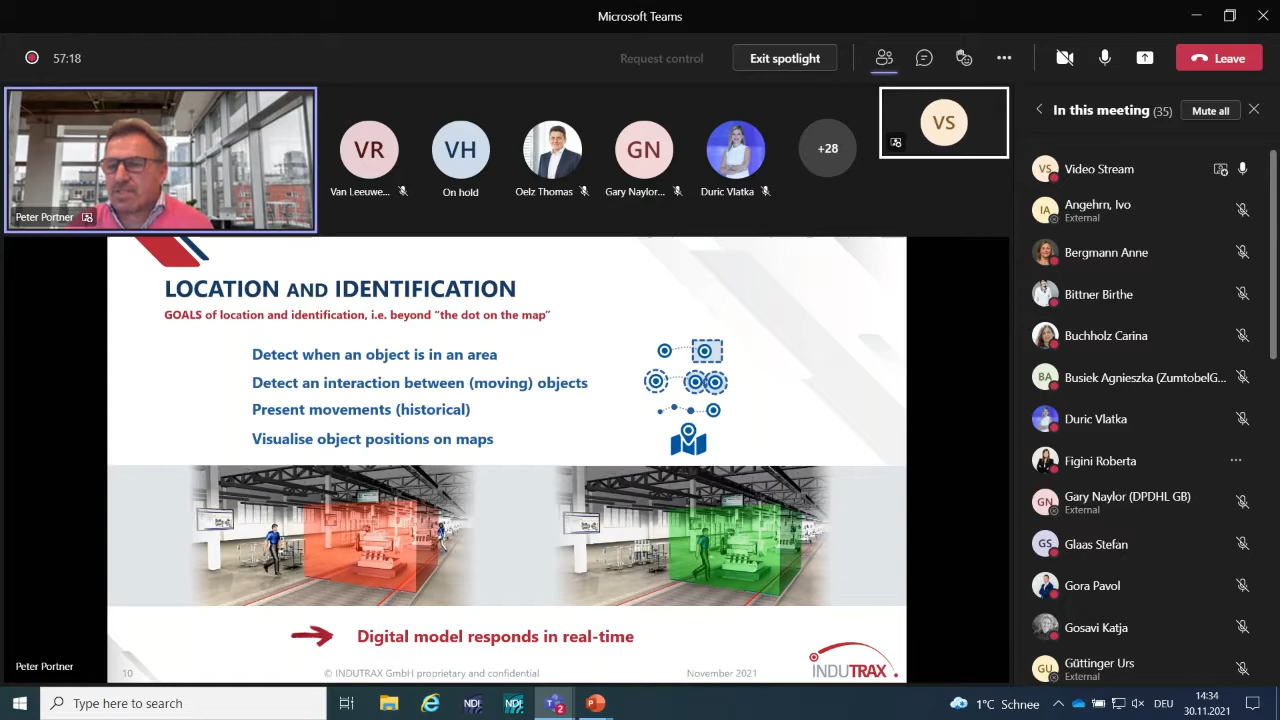 Microsoft Teams
57:18
Request control
Exit spotlight
Leave
VR
VH
GN
+28
VS
Van Leeuwe...
On hold
Oelz Thomas
Gary Naylor...
Duric Vlatka
Peter Portner
In this meeting (35)
Mute all
VS
Video Stream
IA
Angehrn, Ivo
External
Bergmann Anne
Bittner Birthe
Buchholz Carina
BA
Busiek Agnieszka (ZumtobelG...
Duric Vlatka
Figini Roberta
GN
Gary Naylor (DPDHL GB)
External
GS
Glaas Stefan
Gora Pavol
Gosavi Katja
GU
Güttinger Urs
External
LOCATION AND IDENTIFICATION
GOALS of location and identification, i.e. beyond “the dot on the map”
Detect when an object is in an area
Detect an interaction between (moving) objects
Present movements (historical)
Visualise object positions on maps
Digital model responds in real-time
Peter Portner
10
© INDUTRAX GmbH proprietary and confidential
November 2021
INDUTRAX
Type here to search
NDI
NDI
2
1°C Schnee
DEU
14:34
30.11.2021